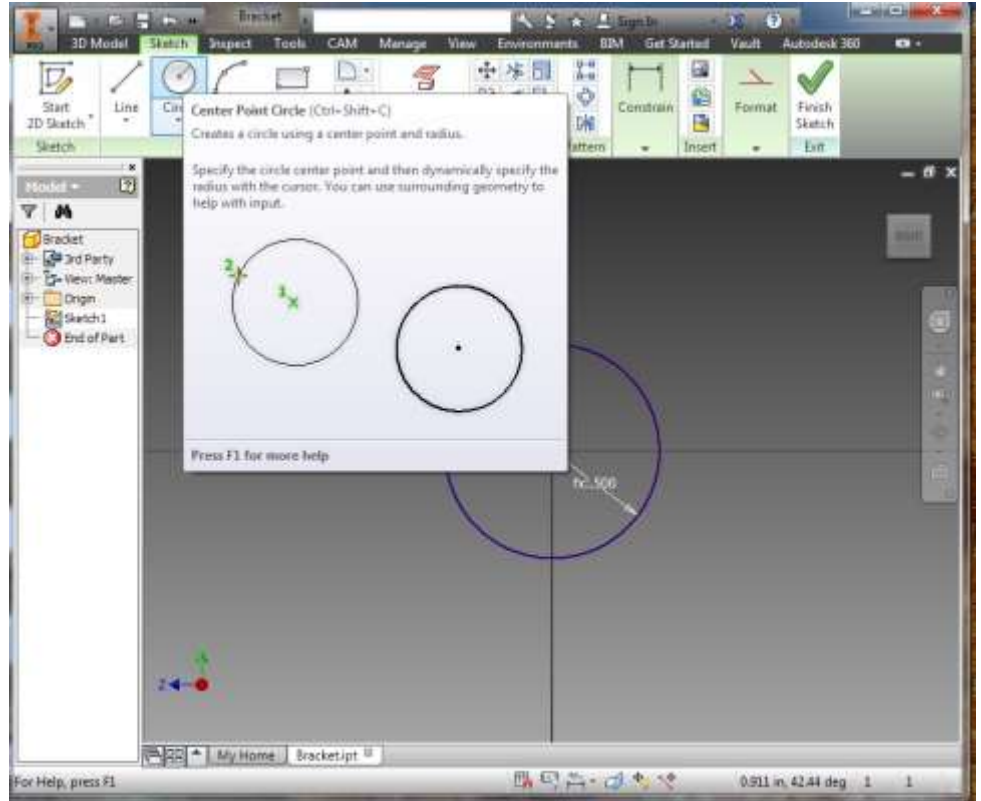 Bracket
Sign In
PRO
3D Model Sketch Inspect Tools CAM Manage View Environments BIM Get Started Vault Autodesk 360
Start
2D Sketch
Line
Constrain
Format
Finish
Sketch
Sketch
Insert
Exit
Center Point Circle (Ctrl+Shift+C)
Creates a circle using a center point and radius.
Specify the circle center point and then dynamically specify the
radius with the cursor. You can use surrounding geometry to
help with input.
2
1
Press F1 for more help
Model
Bracket
3rd Party
View: Master
Origin
Sketch1
End of Part
Z
My Home Bracket.ipt
For Help, press F1
0.911 in, 42.44 deg 1 1